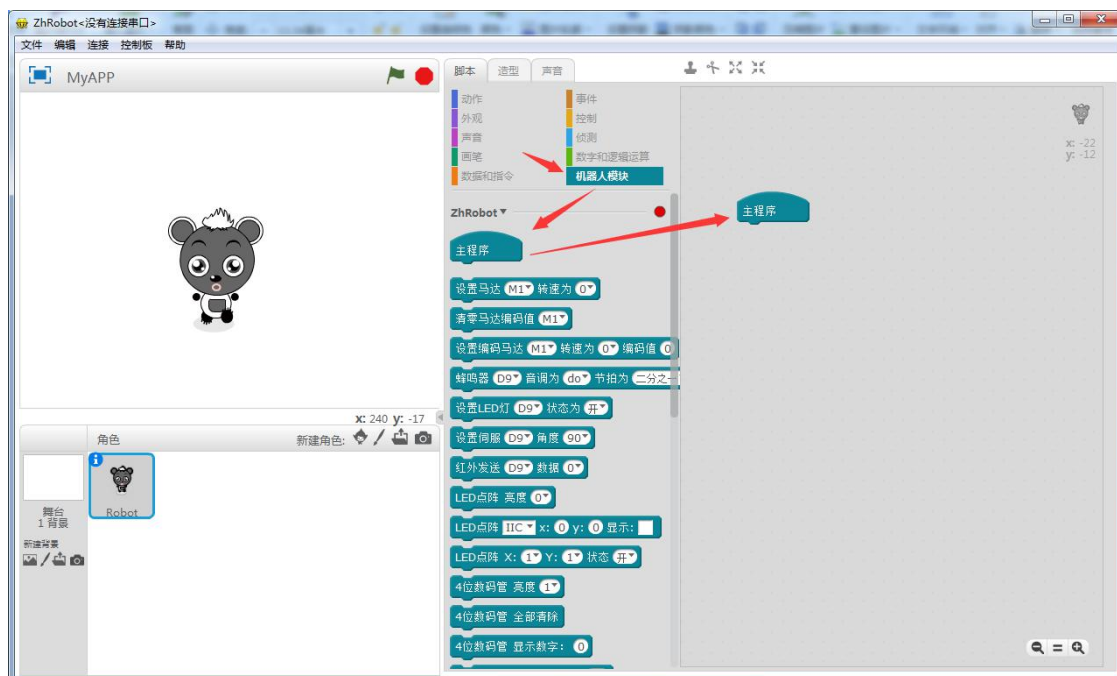 ZhRobot<没有连接串口>
文件 编辑 连接 控制板 帮助
MyAPP
脚本 造型 声音
动作 事件
外观 控制
声音 侦测
画笔 数字和逻辑运算
数据和指令 机器人模块
x: -22
y: -12
ZhRobot
主程序
主程序
设置马达 M1 转速为 0
清零马达编码值 M1
设置编码马达 M1 转速为 0 编码值 0
蜂鸣器 D9 音调为 do 节拍为 二分之一
设置LED灯 D9 状态为 开
设置伺服 D9 角度 90
红外发送 D9 数据 0
LED点阵 亮度 0
LED点阵 IIC x: 0 y: 0 显示:
LED点阵 X: 1 Y: 1 状态 开
4位数码管 亮度 1
4位数码管 全部清除
4位数码管 显示数字: 0
x: 240 y: -17
角色 新建角色:
舞台
1 背景
Robot
新建背景